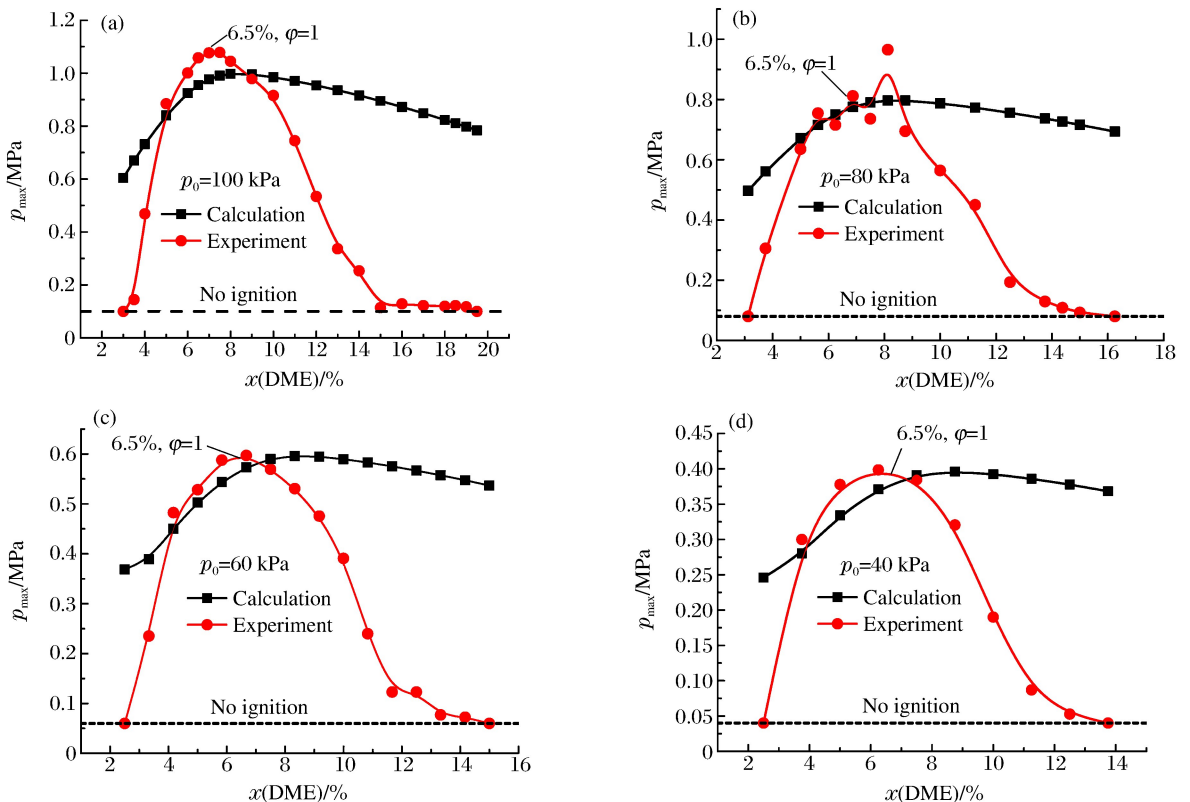 (a)
6.5%, φ=1
p0=100 kPa
Calculation
Experiment
No ignition
pmax/MPa
1.2
1.0
0.8
0.6
0.4
0.2
0
2 4 6 8 10 12 14 16 18 20
x(DME)/%
(b)
6.5%, φ=1
p0=80 kPa
Calculation
Experiment
No ignition
pmax/MPa
1.0
0.8
0.6
0.4
0.2
0
2 4 6 8 10 12 14 16 18
x(DME)/%
(c)
6.5%, φ=1
p0=60 kPa
Calculation
Experiment
No ignition
pmax/MPa
0.6
0.5
0.4
0.3
0.2
0.1
0
2 4 6 8 10 12 14 16
x(DME)/%
(d)
6.5%, φ=1
p0=40 kPa
Calculation
Experiment
No ignition
pmax/MPa
0.45
0.40
0.35
0.30
0.25
0.20
0.15
0.10
0.05
0
2 4 6 8 10 12 14
x(DME)/%